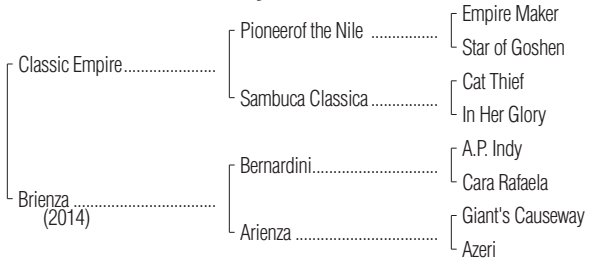 Empire Maker
Pioneerof the Nile ...............
Star of Goshen
Classic Empire.....................
Cat Thief
Sambuca Classica ...............
In Her Glory
A.P. Indy
Bernardini............................
Cara Rafaela
Brienza ................................
(2014)
Giant's Causeway
Arienza ................................
Azeri